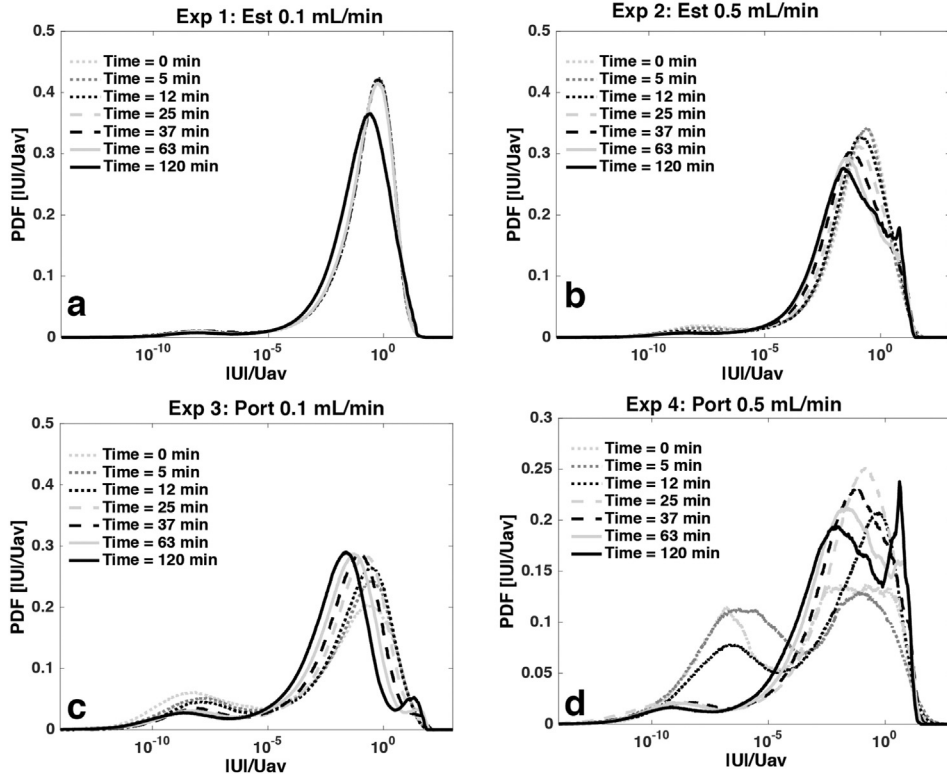 Exp 1: Est 0.1 mL/min
0.5
0.4
0.3
0.2
0.1
0
PDF [|U|/Uav]
Time = 0 min
Time = 5 min
Time = 12 min
Time = 25 min
Time = 37 min
Time = 63 min
Time = 120 min
a
10^-10
10^-5
10^0
|U|/Uav
Exp 2: Est 0.5 mL/min
0.5
0.4
0.3
0.2
0.1
0
PDF [|U|/Uav]
Time = 0 min
Time = 5 min
Time = 12 min
Time = 25 min
Time = 37 min
Time = 63 min
Time = 120 min
b
10^-10
10^-5
10^0
|U|/Uav
Exp 3: Port 0.1 mL/min
0.5
0.4
0.3
0.2
0.1
0
PDF [|U|/Uav]
Time = 0 min
Time = 5 min
Time = 12 min
Time = 25 min
Time = 37 min
Time = 63 min
Time = 120 min
c
10^-10
10^-5
10^0
|U|/Uav
Exp 4: Port 0.5 mL/min
0.3
0.25
0.2
0.15
0.1
0.05
0
PDF [|U|/Uav]
Time = 0 min
Time = 5 min
Time = 12 min
Time = 25 min
Time = 37 min
Time = 63 min
Time = 120 min
d
10^-10
10^-5
10^0
|U|/Uav